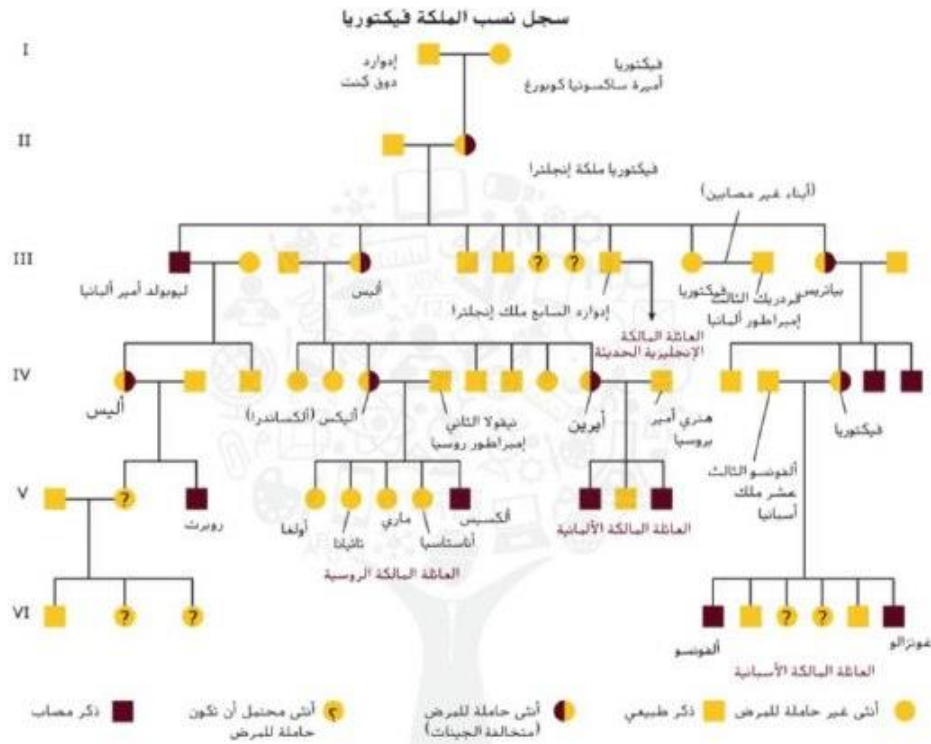 سجل نسب الملكة فيكتوريا
I
إدوارد
دوق كنت
فيكتوريا
أميرة ساكسونيا كوبورغ
II
فيكتوريا ملكة إنجلترا
(أبناء غير مصابين)
III
? ?
ليوبولد أمير ألبانيا
أليس
إدوارد السابع ملك إنجلترا
فيكتوريا
فردريك الثالث
إمبراطور ألمانيا
بياتريس
العائلة المالكة
الإنجليزية الحديثة
IV
أليس
أليكس (ألكساندرا)
نيقولا الثاني
إمبراطور روسيا
أيرين
هنري أمير
بروسيا
ألفونسو الثالث
عشر ملك
أسبانيا
فيكتوريا
V
?
روبرت
أولغا
تاتيانا
ماري
أناستاسيا
ألكسيس
العائلة المالكة الروسية
العائلة المالكة الألمانية
VI
? ?
? ?
ألفونسو
غونزالو
العائلة المالكة الأسبانية
أنثى غير حاملة للمرض
ذكر طبيعي
أنثى حاملة للمرض
(متخالفة الجينات)
؟
أنثى محتمل أن تكون
حاملة للمرض
ذكر مصاب